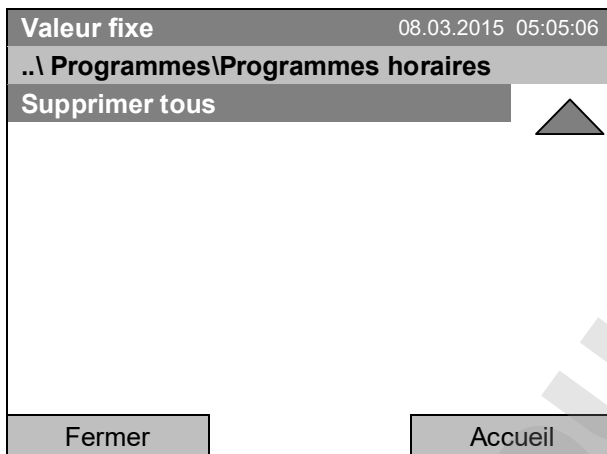 Valeur fixe 08.03.2015 05:05:06
..\ Programmes\Programmes horaires
Supprimer tous
Fermer Accueil